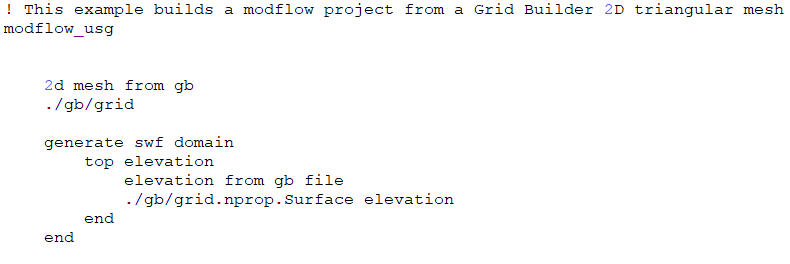 ! This example builds a modflow project from a Grid Builder 2D triangular mesh
modflow_usg
2d mesh from gb
./gb/grid
generate swf domain
top elevation
elevation from gb file
./gb/grid.nprop.Surface elevation
end
end